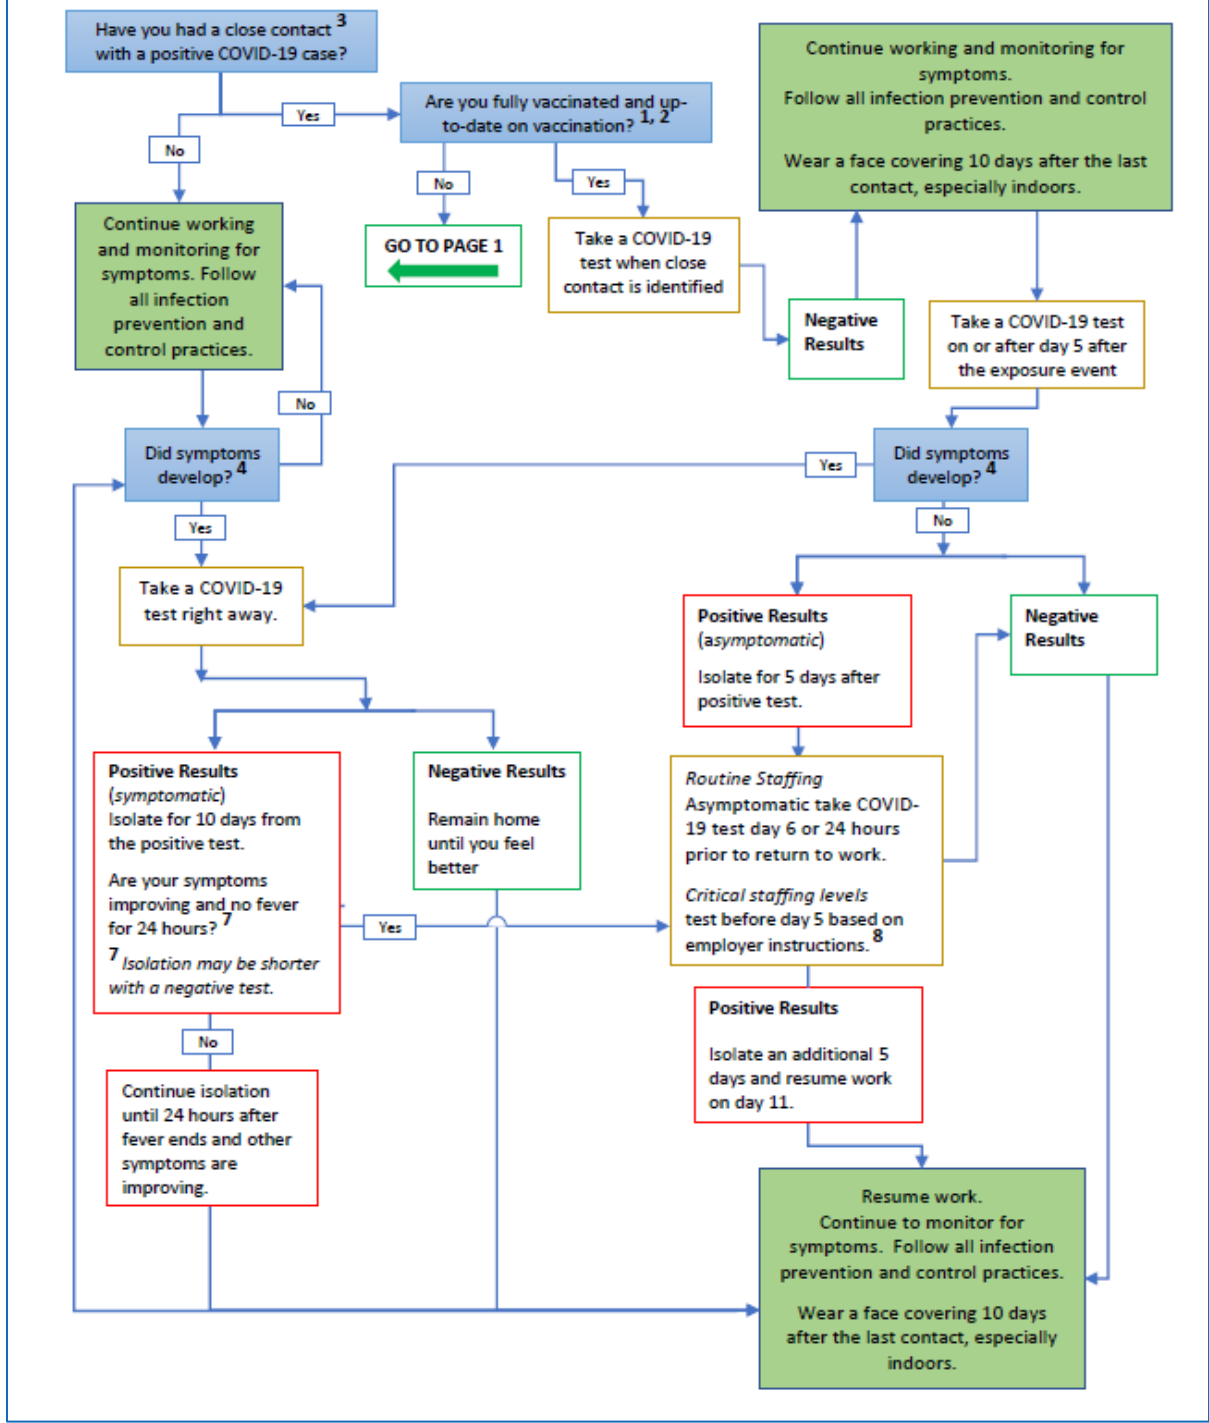 Have you had a close contact 3
with a positive COVID-19 case?
Yes
No
Are you fully vaccinated and up-
to-date on vaccination? 1, 2
No
Yes
GO TO PAGE 1
Take a COVID-19
test when close
contact is identified
Negative
Results
Continue working and monitoring for
symptoms.
Follow all infection prevention and control
practices.
Wear a face covering 10 days after the last
contact, especially indoors.
Take a COVID-19 test
on or after day 5 after
the exposure event
Continue working
and monitoring for
symptoms. Follow
all infection
prevention and
control practices.
No
Did symptoms
develop? 4
Yes
Did symptoms
develop? 4
Yes
No
Take a COVID-19
test right away.
Positive Results
(asymptomatic)
Isolate for 5 days after
positive test.
Negative
Results
Positive Results
(symptomatic)
Isolate for 10 days from
the positive test.
Are your symptoms
improving and no fever
for 24 hours? 7
7 Isolation may be shorter
with a negative test.
Yes
No
Negative Results
Remain home
until you feel
better
Routine Staffing
Asymptomatic take COVID-
19 test day 6 or 24 hours
prior to return to work.
Critical staffing levels
test before day 5 based on
employer instructions. 8
Positive Results
Isolate an additional 5
days and resume work
on day 11.
Continue isolation
until 24 hours after
fever ends and other
symptoms are
improving.
Resume work.
Continue to monitor for
symptoms. Follow all infection
prevention and control practices.
Wear a face covering 10 days
after the last contact, especially
indoors.